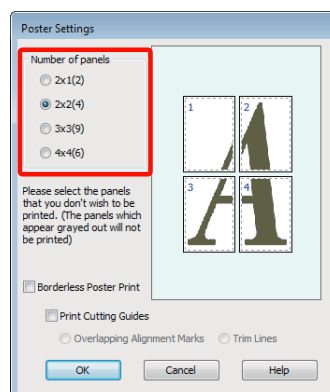 Poster Settings
Number of panels
2x1(2)
2x2(4)
3x3(9)
4x4(6)
1
2
3
4
Please select the panels
that you don't wish to be
printed. (The panels which
appear grayed out will not
be printed)
Borderless Poster Print
Print Cutting Guides
Overlapping Alignment Marks
Trim Lines
OK
Cancel
Help